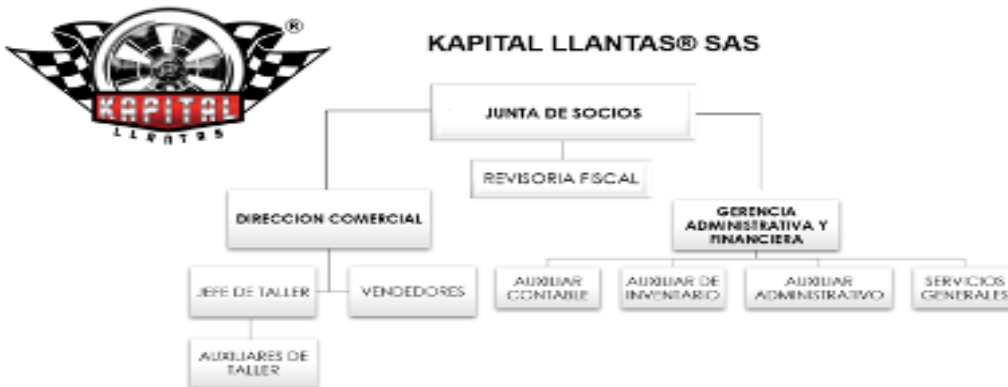 ®
KAPITAL
LLANTAS
KAPITAL LLANTAS® SAS
JUNTA DE SOCIOS
REVISORIA FISCAL
DIRECCION COMERCIAL
GERENCIA
ADMINISTRATIVA Y
FINANCIERA
JEFE DE TALLER
VENDEDORES
AUXILIAR
CONTABLE
AUXILIAR DE
INVENTARIO
AUXILIAR
ADMINISTRATIVO
SERVICIOS
GENERALES
AUXILIARES DE
TALLER